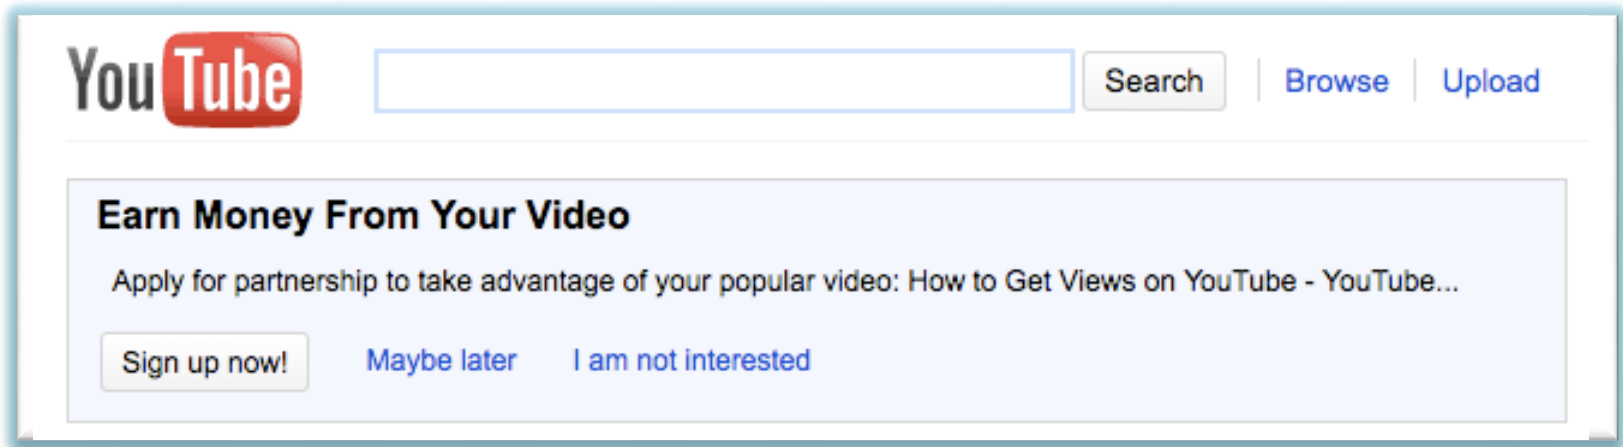 YouTube Search Browse Upload
Earn Money From Your Video
Apply for partnership to take advantage of your popular video: How to Get Views on YouTube - YouTube...
Sign up now! Maybe later I am not interested